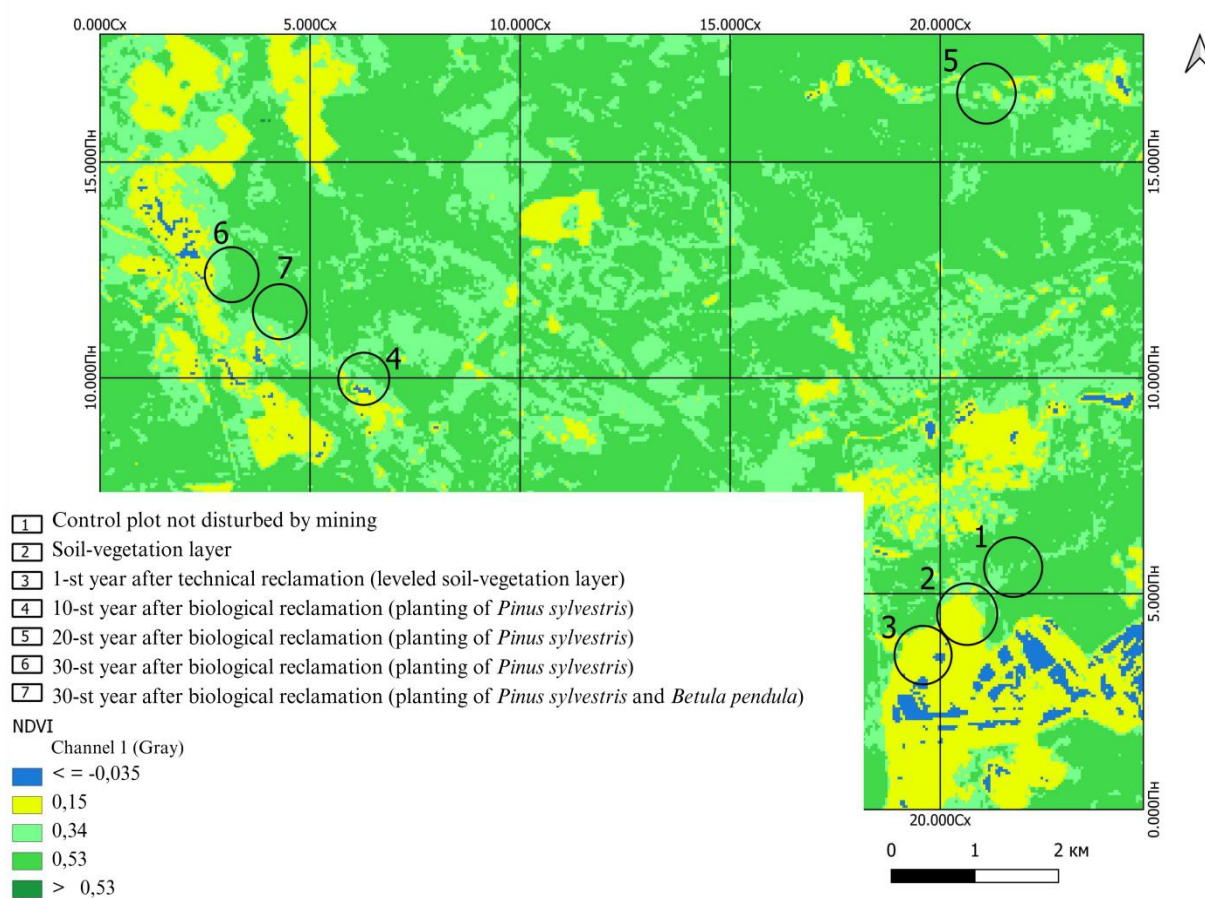 0.000Сх 5.000Сх 10.000Сх 15.000Сх 20.000Сх
5
15.000Пн 15.000Пн
6
7
4
10.000Пн 10.000Пн
1
2
5.000Пн
3
1 Control plot not disturbed by mining
2 Soil-vegetation layer
3 1-st year after technical reclamation (leveled soil-vegetation layer)
4 10-st year after biological reclamation (planting of Pinus sylvestris)
5 20-st year after biological reclamation (planting of Pinus sylvestris)
6 30-st year after biological reclamation (planting of Pinus sylvestris)
7 30-st year after biological reclamation (planting of Pinus sylvestris and Betula pendula)
NDVI
Channel 1 (Gray)
< = -0,035
0,15
0,34
0,53
> 0,53
0.000Пн
20.000Сх
0 1 2 км